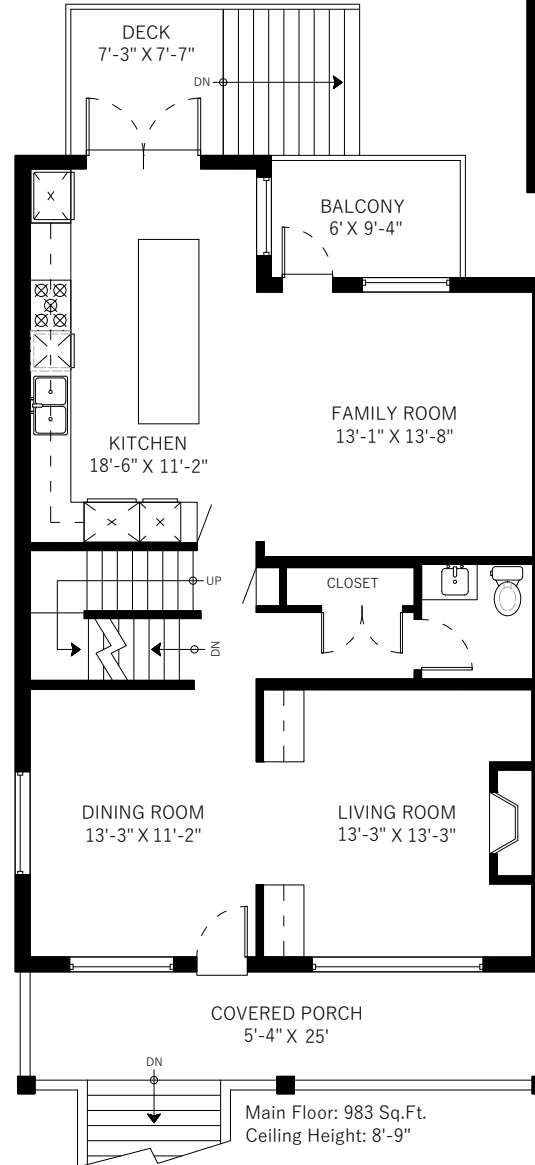 DECK
7'-3" X 7'-7"
DN
BALCONY
6' X 9'-4"
FAMILY ROOM
13'-1" X 13'-8"
KITCHEN
18'-6" X 11'-2"
UP
CLOSET
DN
DINING ROOM
13'-3" X 11'-2"
LIVING ROOM
13'-3" X 13'-3"
COVERED PORCH
5'-4" X 25'
DN
Main Floor: 983 Sq.Ft.
Ceiling Height: 8'-9"